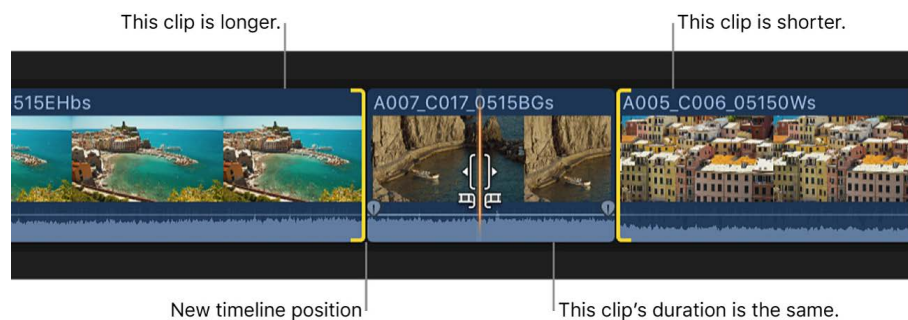 This clip is longer.
This clip is shorter.
515EHbs
A007_C017_0515BGs
A005_C006_0515OWs
New timeline position
This clip's duration is the same.